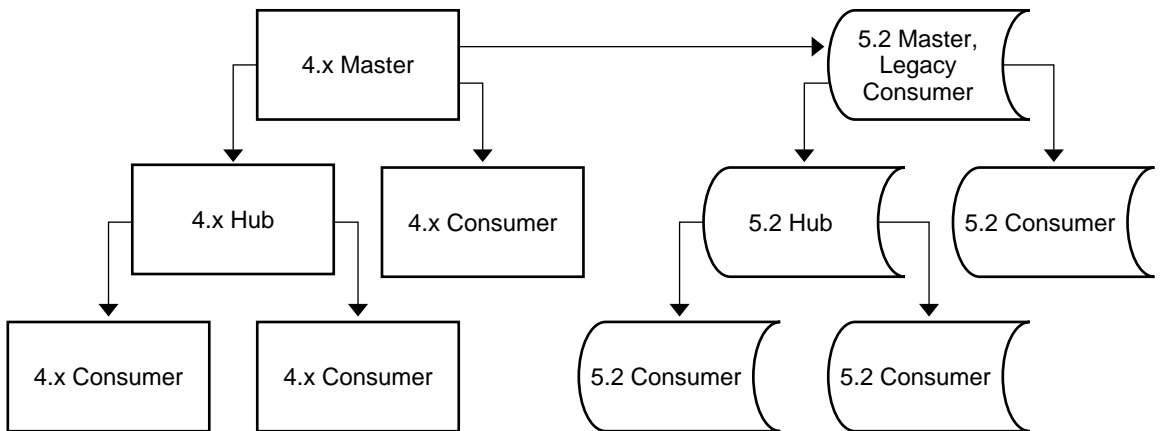 4.x Master
5.2 Master,
Legacy
Consumer
4.x Hub
4.x Consumer
5.2 Hub
5.2 Consumer
4.x Consumer
4.x Consumer
5.2 Consumer
5.2 Consumer